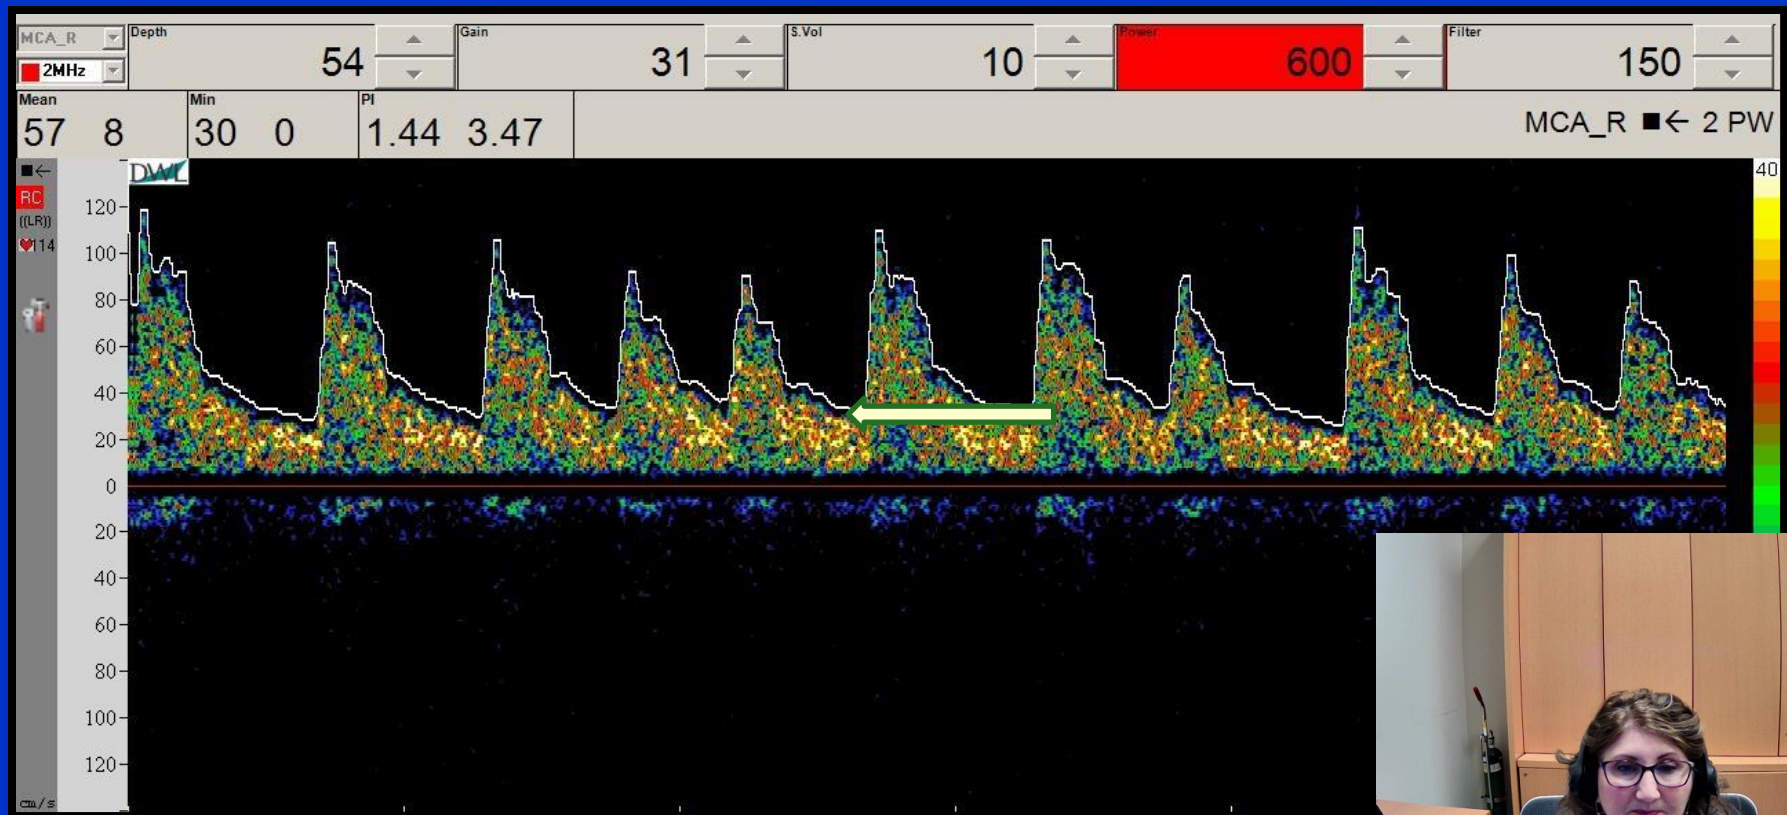 MCA_R
Depth
54
Gain
31
S.Vol
10
Power
600
Filter
150
2MHz
Mean
57 8
Min
30 0
PI
1.44 3.47
MCA_R ■← 2 PW
■←
RC
((LR))
114
DWL
40
120
100
80
60
40
20
0
20
40
60
80
100
120
cm/s